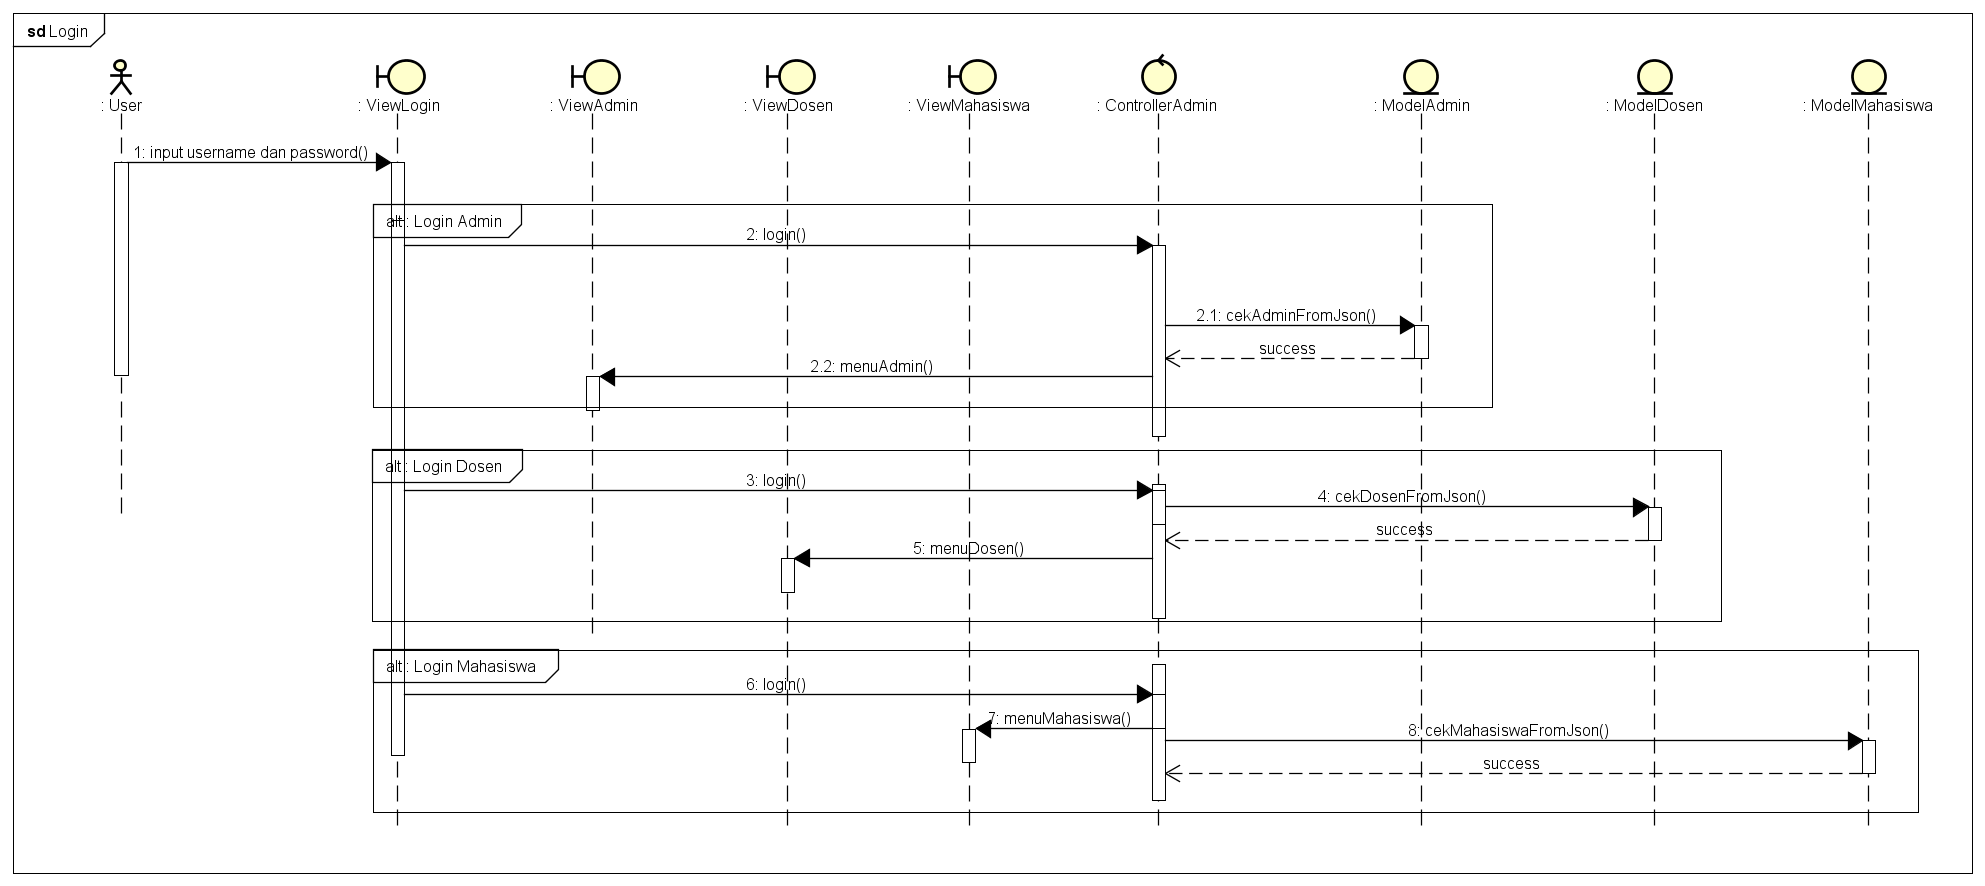 sd Login
: User
: ViewLogin
: ViewAdmin
: ViewDosen
: ViewMahasiswa
: ControllerAdmin
: ModelAdmin
: ModelDosen
: ModelMahasiswa
1: input username dan password()
alt : Login Admin
2: login()
2.1: cekAdminFromJson()
success
2.2: menuAdmin()
alt : Login Dosen
3: login()
4: cekDosenFromJson()
success
5: menuDosen()
alt : Login Mahasiswa
6: login()
7: menuMahasiswa()
8: cekMahasiswaFromJson()
success